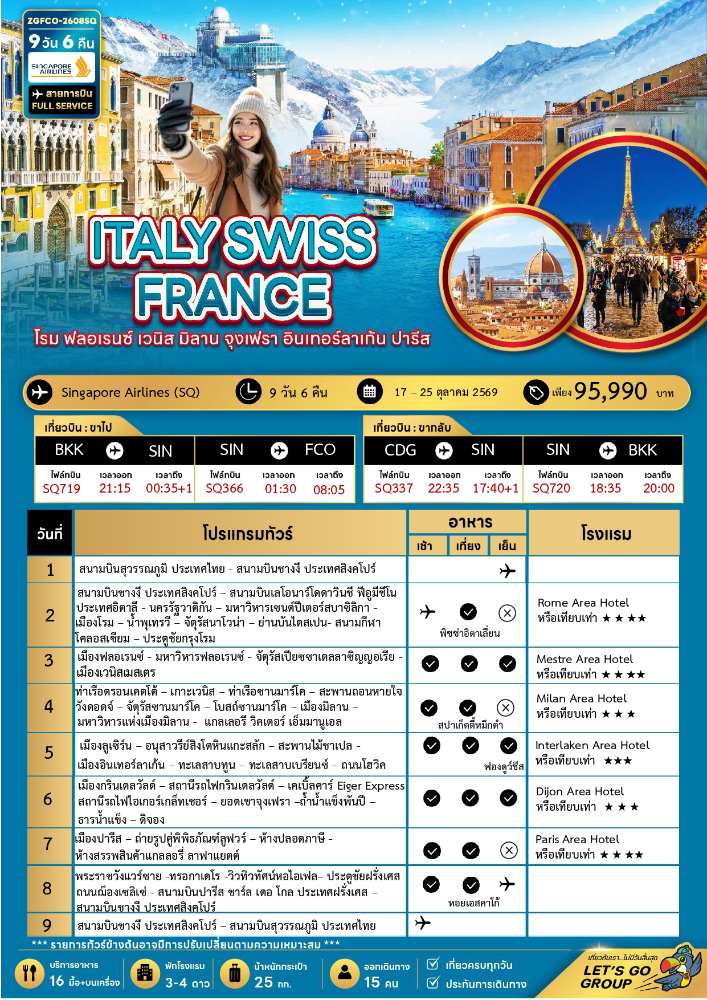 ZGFCO-2608SQ
9 วัน 6 คืน
SINGAPORE
AIRLINES
สายการบิน
FULL SERVICE
ITALY SWISS
FRANCE
โรม ฟลอเรนซ์ เวนิส มิลาน จุงเฟรา อินเทอร์ลาเก้น ปารีส
Singapore Airlines (SQ)
9 วัน 6 คืน
17 – 25 ตุลาคม 2569
เพียง 95,990 บาท
เที่ยวบิน : ขาไป
BKK SIN SIN FCO
ไฟล์ทบิน เวลาออก เวลาถึง ไฟล์ทบิน เวลาออก เวลาถึง
SQ719 21:15 00:35+1 SQ366 01:30 08:05
เที่ยวบิน : ขากลับ
CDG SIN SIN BKK
ไฟล์ทบิน เวลาออก เวลาถึง ไฟล์ทบิน เวลาออก เวลาถึง
SQ337 22:35 17:40+1 SQ720 18:35 20:00
วันที่ โปรแกรมทัวร์ อาหาร โรงแรม
เช้า เที่ยง เย็น
1 สนามบินสุวรรณภูมิ ประเทศไทย - สนามบินชางงี ประเทศสิงคโปร์
2
สนามบินชางงี ประเทศสิงคโปร์ – สนามบินเลโอนาร์โดดาวินชี ฟีอูมีชีโน
ประเทศอิตาลี - นครรัฐวาติกัน – มหาวิหารเซนต์ปีเตอร์สบาซิลิกา -
เมืองโรม – น้ำพุเทรวี – จัตุรัสนาโวน่า – ย่านบันไดสเปน- สนามกีฬา
โคลอสเซียม – ประตูชัยกรุงโรม
พิซซ่าอิตาเลี่ยน
Rome Area Hotel
หรือเทียบเท่า ★ ★ ★★
3
เมืองฟลอเรนซ์ - มหาวิหารฟลอเรนซ์ - จัตุรัสเปียซซาเดลลาซิญญอเรีย -
เมืองเวนิสเมสเตร
Mestre Area Hotel
หรือเทียบเท่า ★ ★ ★★
4
ท่าเรือตรอนเคตโต้ – เกาะเวนิส – ท่าเรือซานมาร์โค – สะพานถอนหายใจ
วังดอดจ์ – จัตุรัสซานมาร์โค – โบสถ์ซานมาร์โค – เมืองมิลาน –
มหาวิหารแห่งเมืองมิลาน - แกลเลอรี วิคเตอร์ เอ็มมานูเอล
สปาเก็ตตี้หมึกดำ
Milan Area Hotel
หรือเทียบเท่า ★ ★ ★
5
เมืองลูเซิร์น – อนุสาวรีย์สิงโตหินแกะสลัก – สะพานไม้ชาเปล -
เมืองอินเทอร์ลาเก้น – ทะเลสาบทูน – ทะเลสาบเบรียนซ์ – ถนนโฮวิค
ฟองดูว์ชีส
Interlaken Area Hotel
หรือเทียบเท่า ★★★
6
เมืองกรินเดลวัลด์ – สถานีรถไฟกรินเดลวัลด์ – เคเบิ้ลคาร์ Eiger Express
สถานีรถไฟไอเกอร์เกล็ทเชอร์ – ยอดเขาจุงเฟรา –ถ้ำน้ำแข็งพันปี –
ธารน้ำแข็ง – ดิจอง
Dijon Area Hotel
หรือเทียบเท่า ★ ★ ★
7
เมืองปารีส – ถ่ายรูปคู่พิพิธภัณฑ์ลูฟวร์ – ห้างปลอดภาษี -
ห้างสรรพสินค้าแกลลอรี่ ลาฟาแยตต์
Paris Area Hotel
หรือเทียบเท่า ★ ★ ★★
8
พระราชวังแวร์ซาย -ทรอกาเดโร -วิวทิวทัศน์หอไอเฟล– ประตูชัยฝรั่งเศส
ถนนฌ็องเซลิเซ่ - สนามบินปารีส ชาร์ล เดอ โกล ประเทศฝรั่งเศส –
สนามบินชางงี ประเทศสิงคโปร์
หอยเอสคาโก้
9 สนามบินชางงี ประเทศสิงคโปร์ – สนามบินสุวรรณภูมิ ประเทศไทย
*** รายการทัวร์ข้างต้นอาจมีการปรับเปลี่ยนตามความเหมาะสม ***
บริการอาหาร
16 มื้อ+บนเครื่อง
พักโรงแรม
3-4 ดาว
น้ำหนักกระเป๋า
25 กก.
ออกเดินทาง
15 คน
เที่ยวครบทุกวัน
ประกันการเดินทาง
เที่ยวกับเรา...ไม่มีวันสิ้นสุด
LET'S GO
GROUP